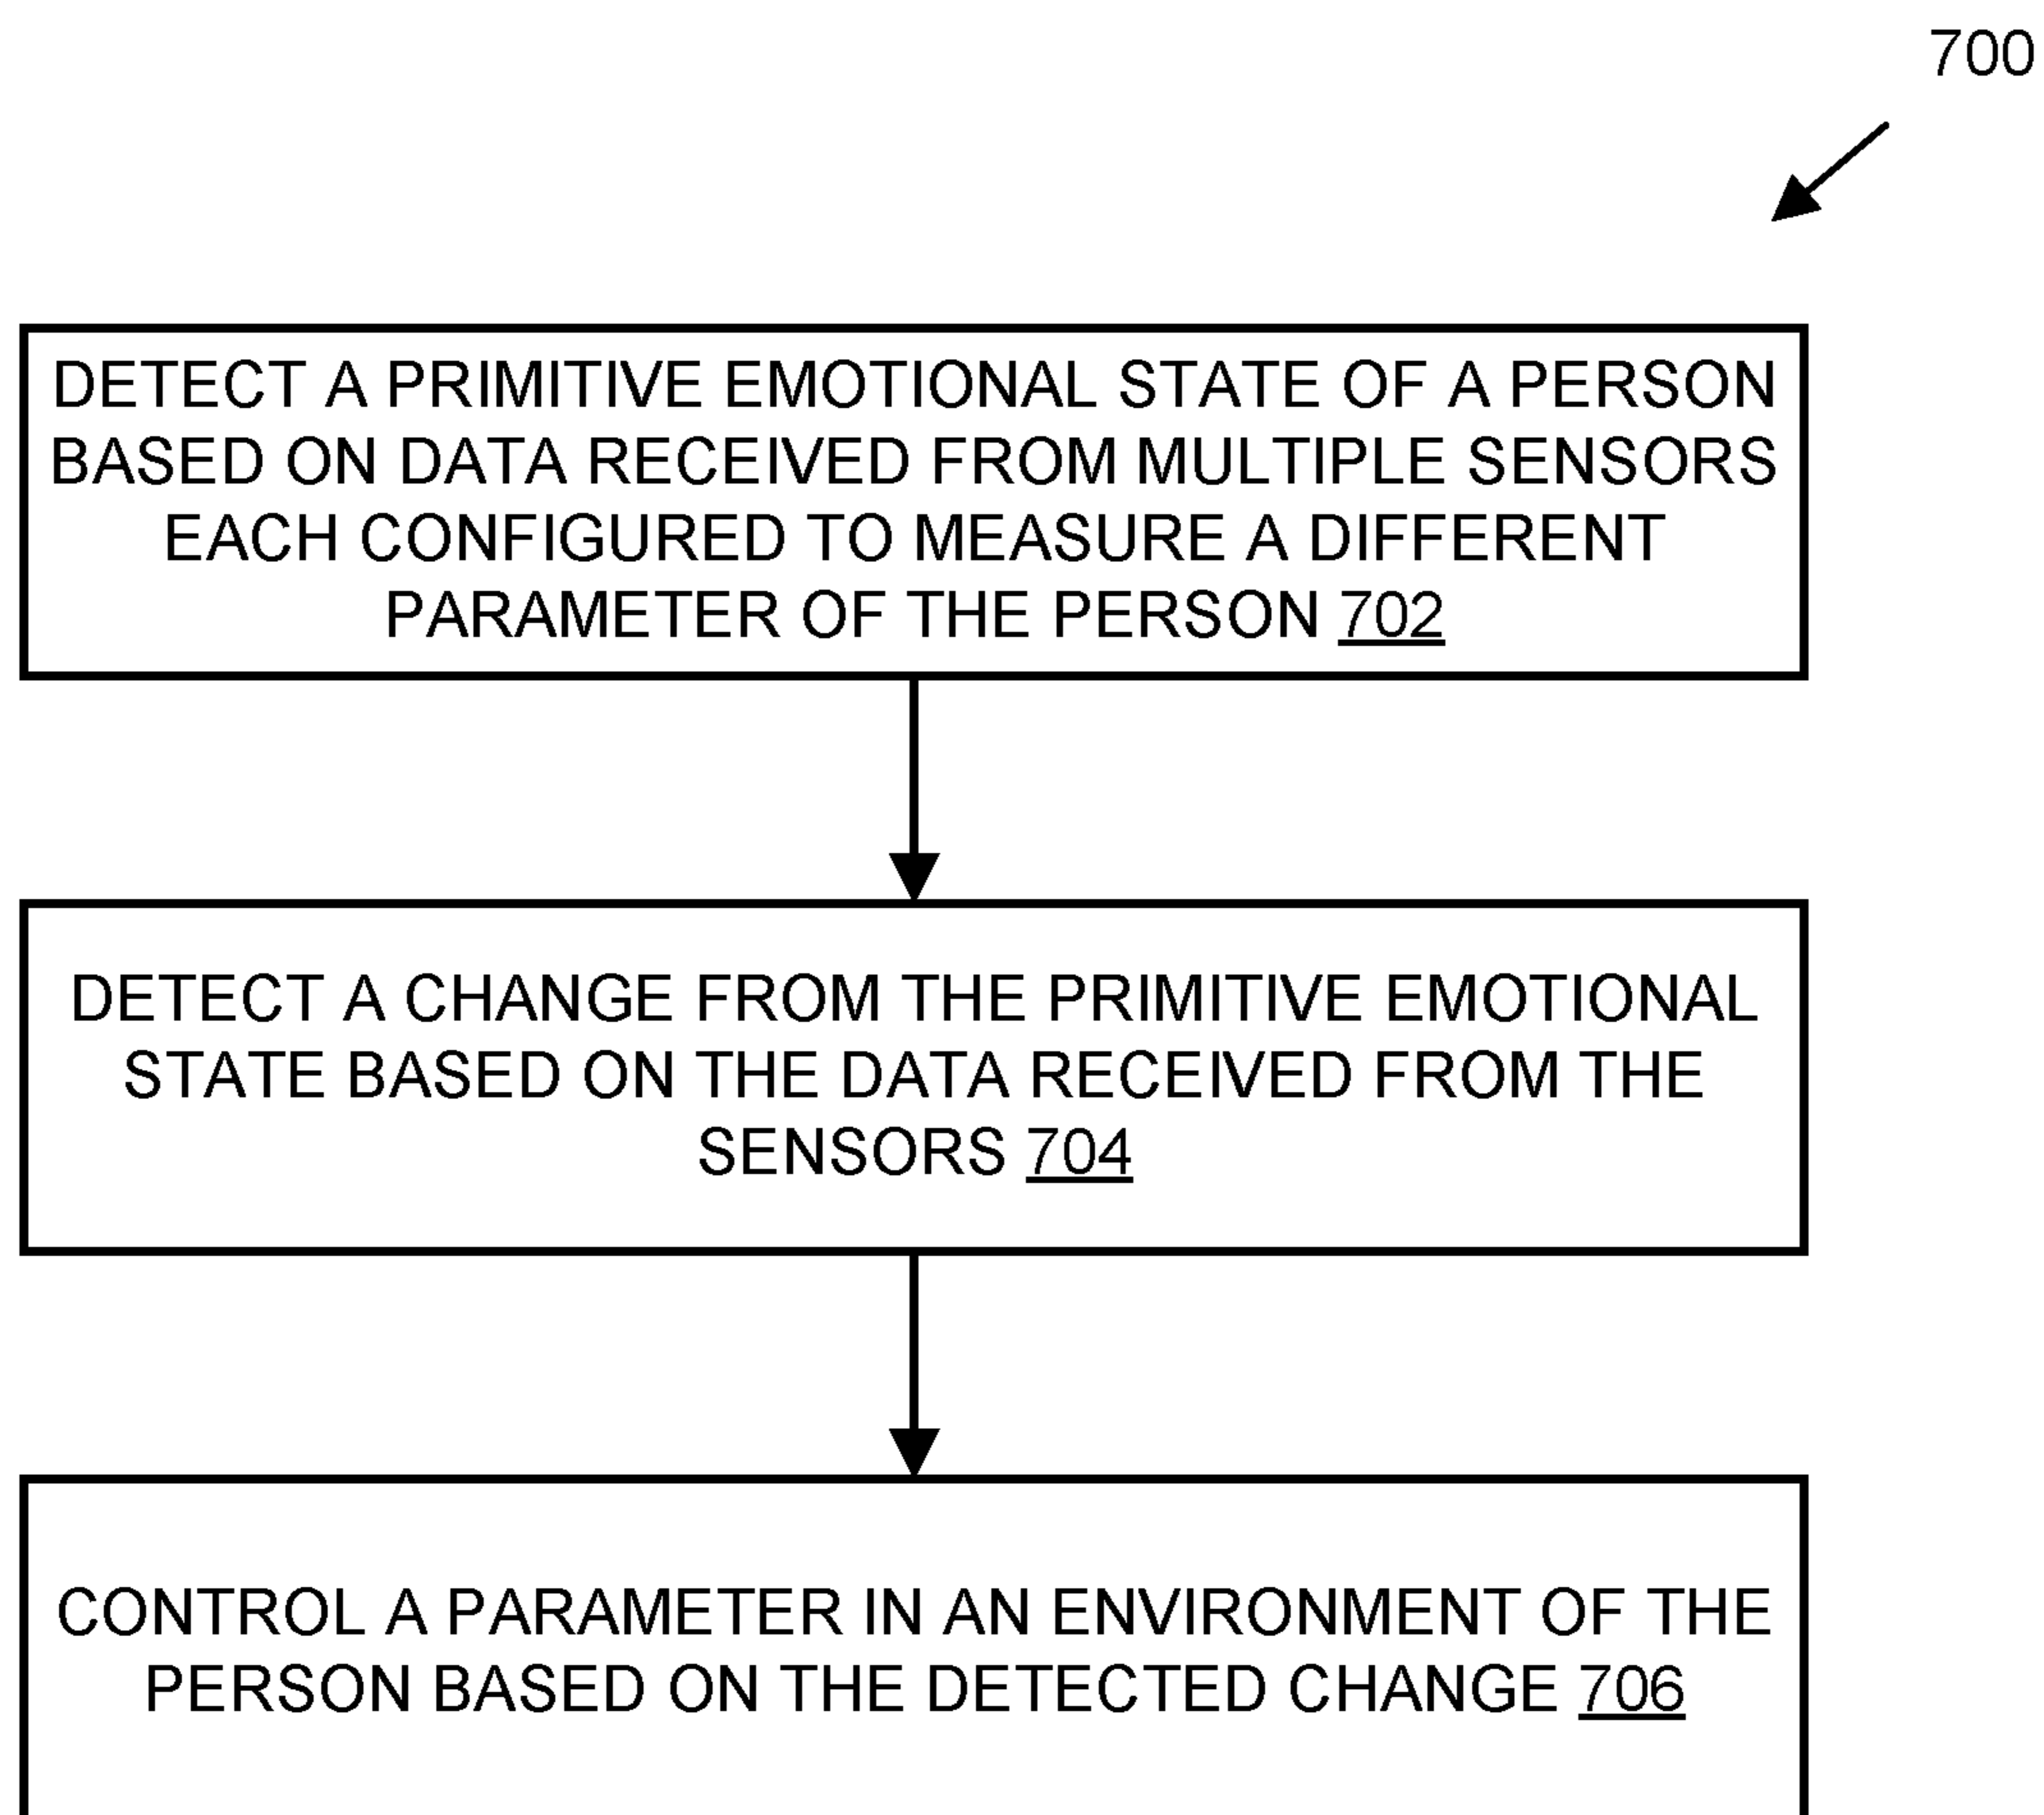 700
DETECT A PRIMITIVE EMOTIONAL STATE OF A PERSON
BASED ON DATA RECEIVED FROM MULTIPLE SENSORS
EACH CONFIGURED TO MEASURE A DIFFERENT
PARAMETER OF THE PERSON 702
DETECT A CHANGE FROM THE PRIMITIVE EMOTIONAL
STATE BASED ON THE DATA RECEIVED FROM THE
SENSORS 704
CONTROL A PARAMETER IN AN ENVIRONMENT OF THE
PERSON BASED ON THE DETECTED CHANGE 706